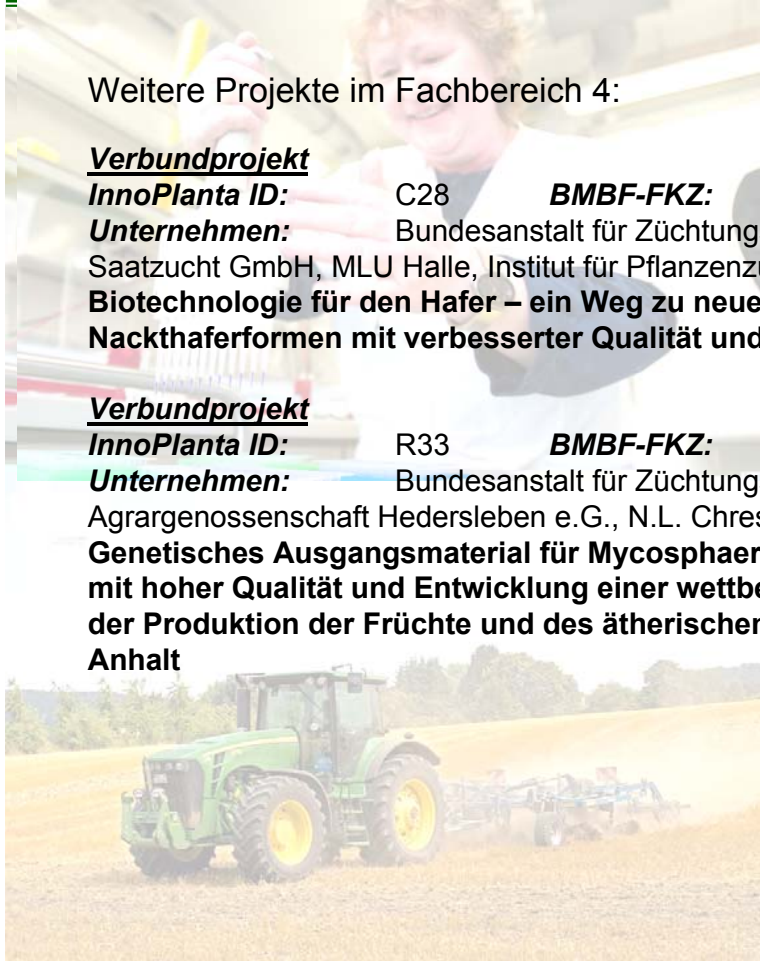 Weitere Projekte im Fachbereich 4:
Verbundprojekt
InnoPlanta ID: C28 BMBF-FKZ:
Unternehmen: Bundesanstalt für Züchtung
Saatzucht GmbH, MLU Halle, Institut für
Biotechnologie für den Hafer – ein Weg zu neue
Nackthaferformen mit verbesserter Qualität und
Verbundprojekt
InnoPlanta ID: R33 BMBF-FKZ:
Unternehmen: Bundesanstalt für Züchtung
Agrargenossenschaft Hedersleben e.G., N.L. Chres
Genetisches Ausgangsmaterial für Mycosphaer
mit hoher Qualität und Entwicklung einer wettbe
der Produktion der Früchte und des ätherischen
Anhalt